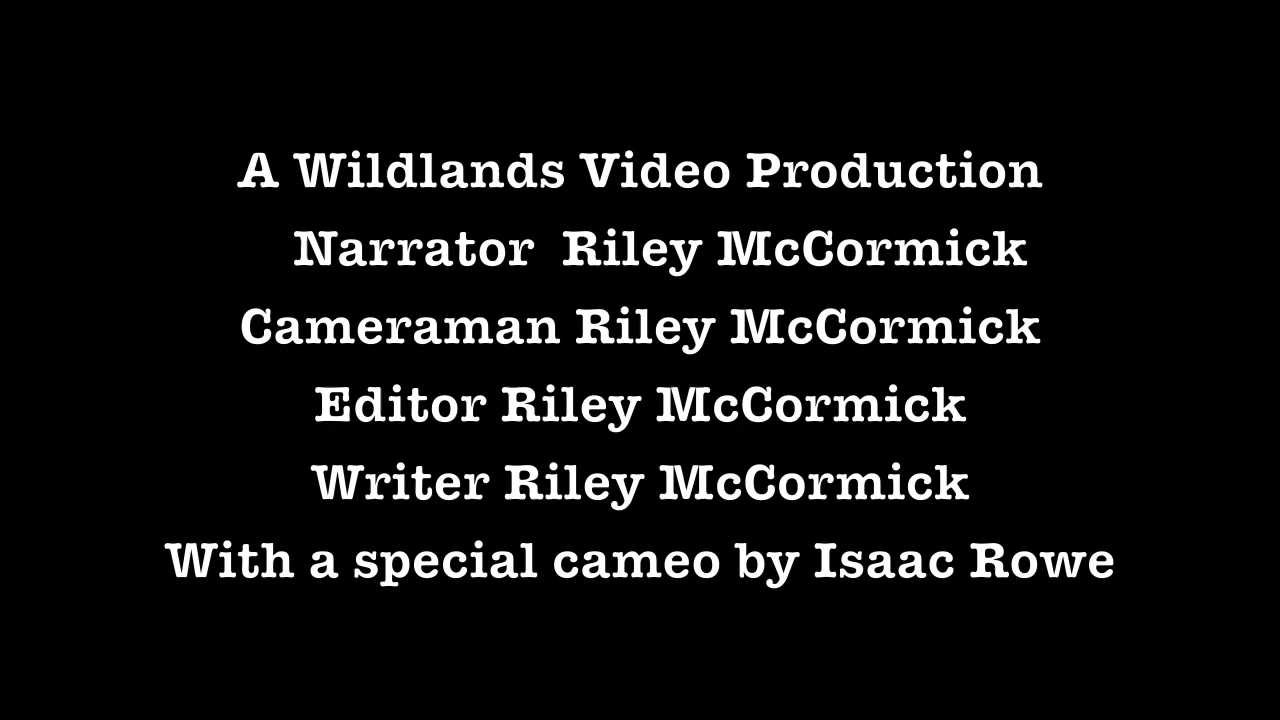 A Wildlands Video Production
Narrator  Riley McCormick
Cameraman Riley McCormick
Editor Riley McCormick
Writer Riley McCormick
With a special cameo by Isaac Rowe